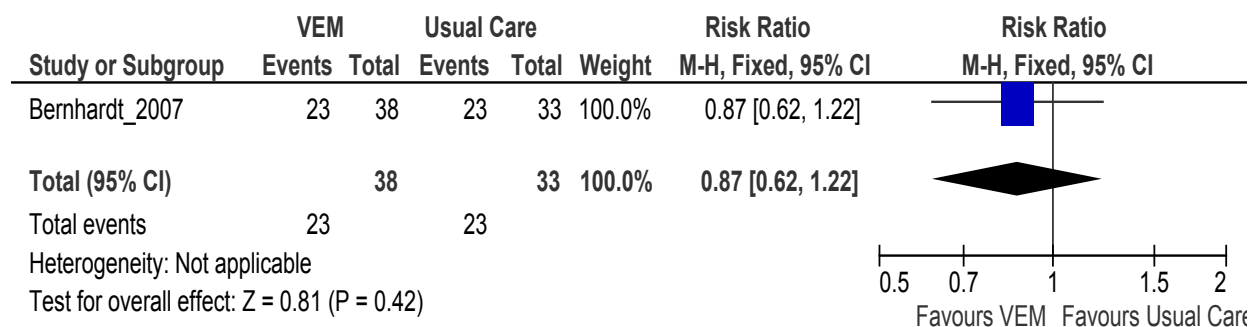 VEM Usual Care Risk Ratio Risk Ratio
Study or Subgroup Events Total Events Total Weight M-H, Fixed, 95% CI M-H, Fixed, 95% CI
Bernhardt_2007 23 38 23 33 100.0% 0.87 [0.62, 1.22]
Total (95% CI) 38 33 100.0% 0.87 [0.62, 1.22]
Total events 23 23
Heterogeneity: Not applicable
Test for overall effect: Z = 0.81 (P = 0.42)
0.5 0.7 1 1.5 2
Favours VEM Favours Usual Care